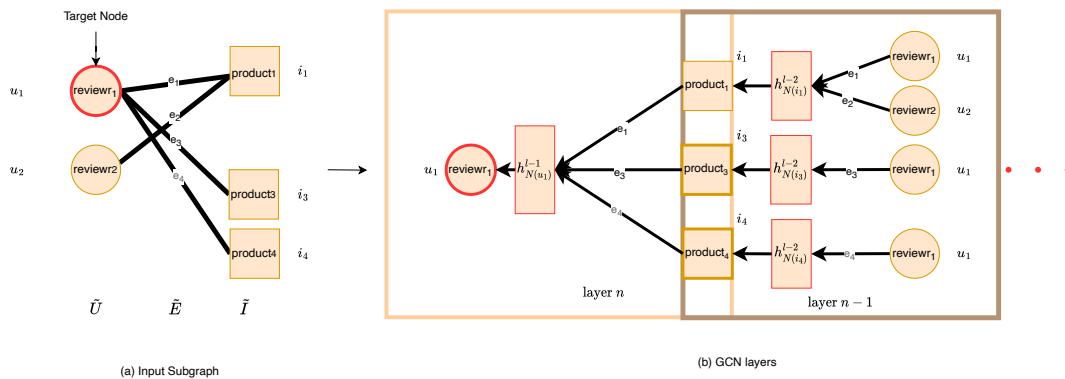 Target Node
u₁
reviewr₁
e₁
product₁
i₁
e₂
e₃
u₂
reviewr2
e₄
product3
i₃
product4
i₄
Ũ
Ẽ
Ĩ
(a) Input Subgraph
u₁
reviewr₁
h^{l-1}_{N(u₁)}
e₁
e₃
e₄
i₁
product₁
i₃
product₃
i₄
product₄
layer n
h^{l-2}_{N(i₁)}
h^{l-2}_{N(i₃)}
h^{l-2}_{N(i₄)}
e₁
e₂
e₃
e₄
reviewr₁
u₁
reviewr2
u₂
reviewr₁
u₁
reviewr₁
u₁
layer n − 1
(b) GCN layers